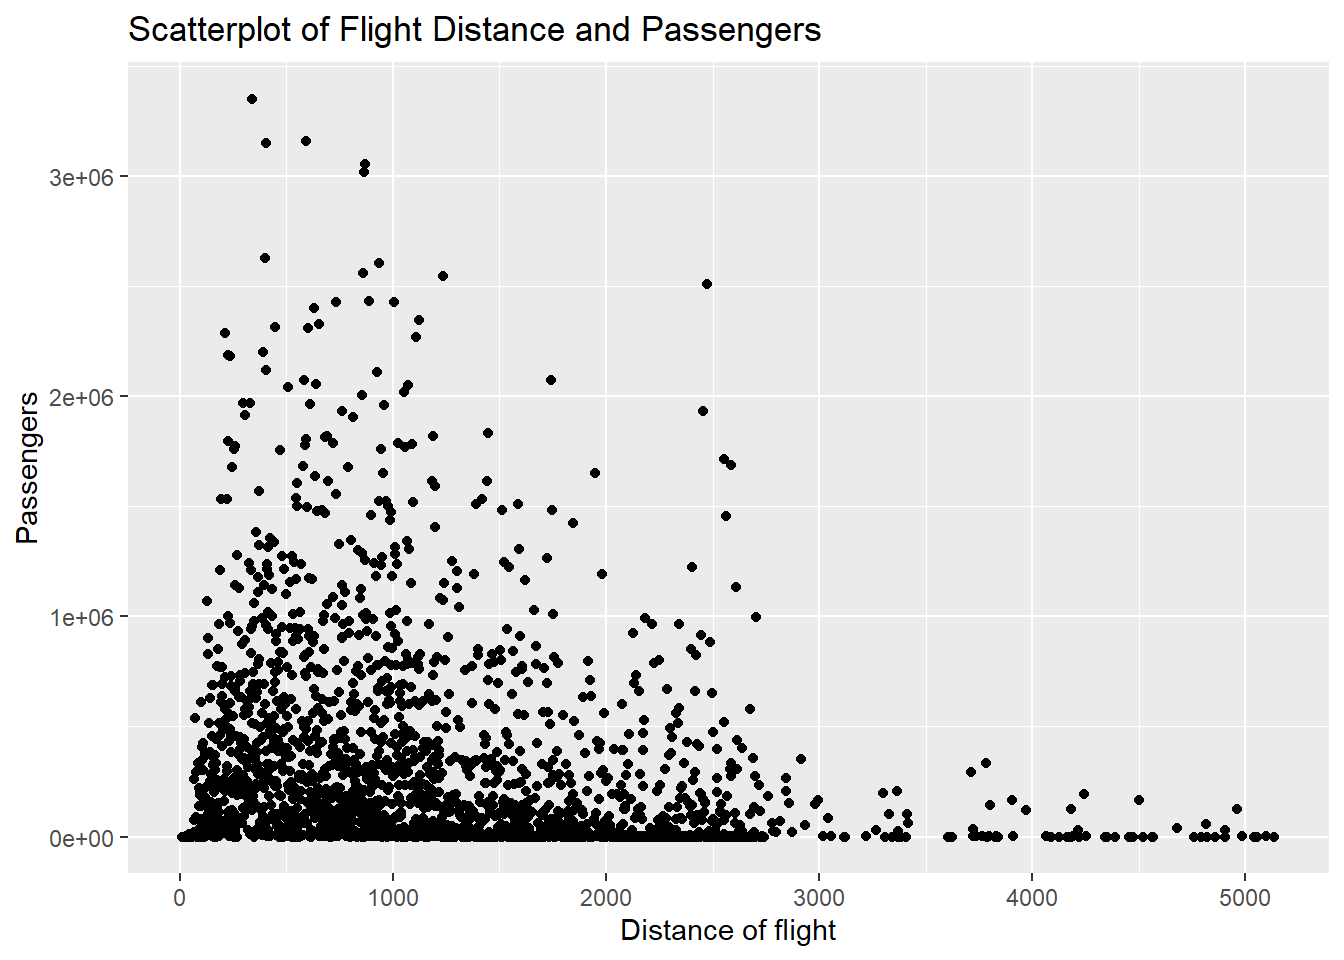 Scatterplot of Flight Distance and Passengers
3e+06
2e+06
1e+06
0e+00
Passengers
0 1000 2000 3000 4000 5000
Distance of flight